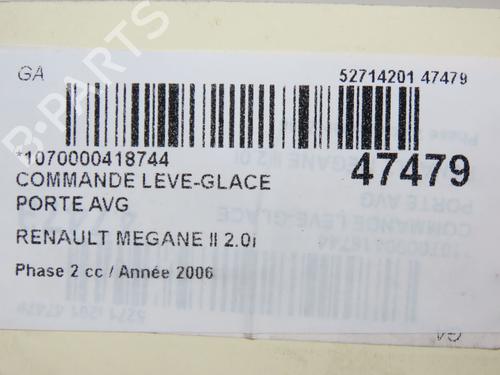 GA
52714201 47479
*1070000418744
47479
COMMANDE LEVE-GLACE
PORTE AVG
RENAULT MEGANE II 2.0i
Phase 2 cc / Année 2006
B-PARTS